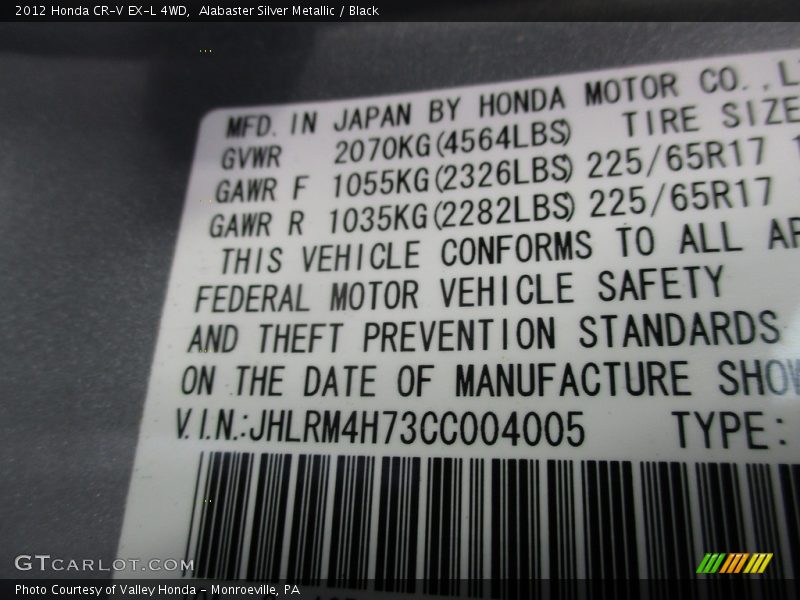 2012 Honda CR-V EX-L 4WD,  Alabaster Silver Metallic / Black
MFD. IN JAPAN BY HONDA MOTOR CO.,
GVWR 2070KG(4564LBS) TIRE SIZE
GAWR F 1055KG(2326LBS) 225/65R17
GAWR R 1035KG(2282LBS) 225/65R17
THIS VEHICLE CONFORMS TO ALL
FEDERAL MOTOR VEHICLE SAFETY
AND THEFT PREVENTION STANDARDS
ON THE DATE OF MANUFACTURE
V.I.N.:JHLRM4H73CC004005 TYPE:
GTCARLOT.COM
Photo Courtesy of Valley Honda - Monroeville, PA